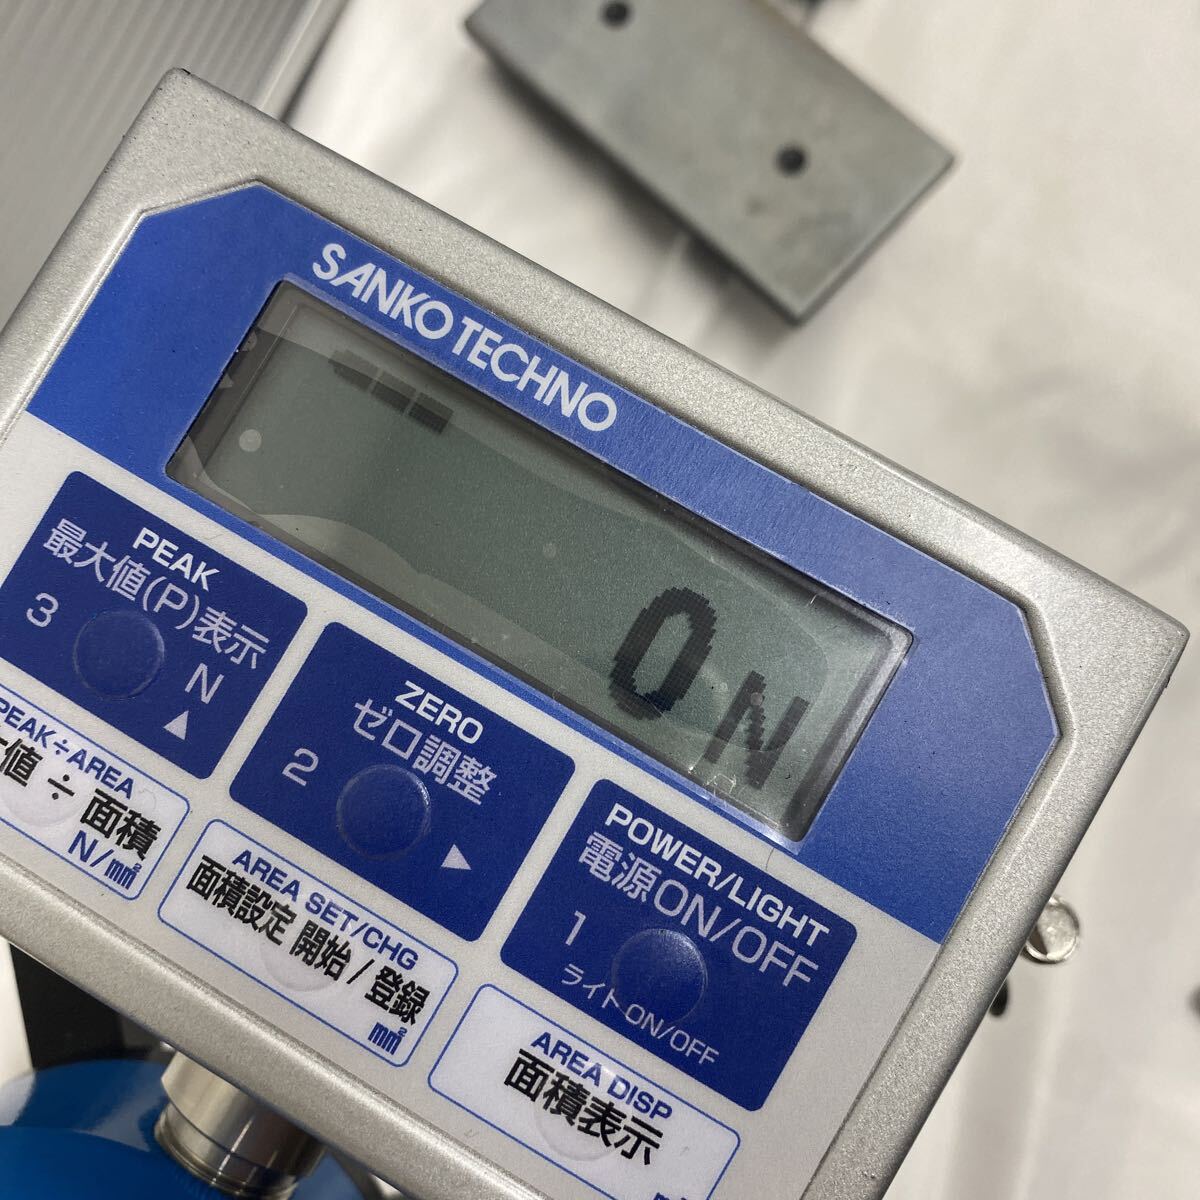 SANKO TECHNO
0 N
PEAK
最大値(P)表示
3
N
ZERO
ゼロ調整
2
POWER/LIGHT
電源ON/OFF
1
ライトON/OFF
PEAK÷AREA
値 ÷ 面積
N/mm²
AREA SET/CHG
面積設定 開始/登録
mm²
AREA DISP
面積表示